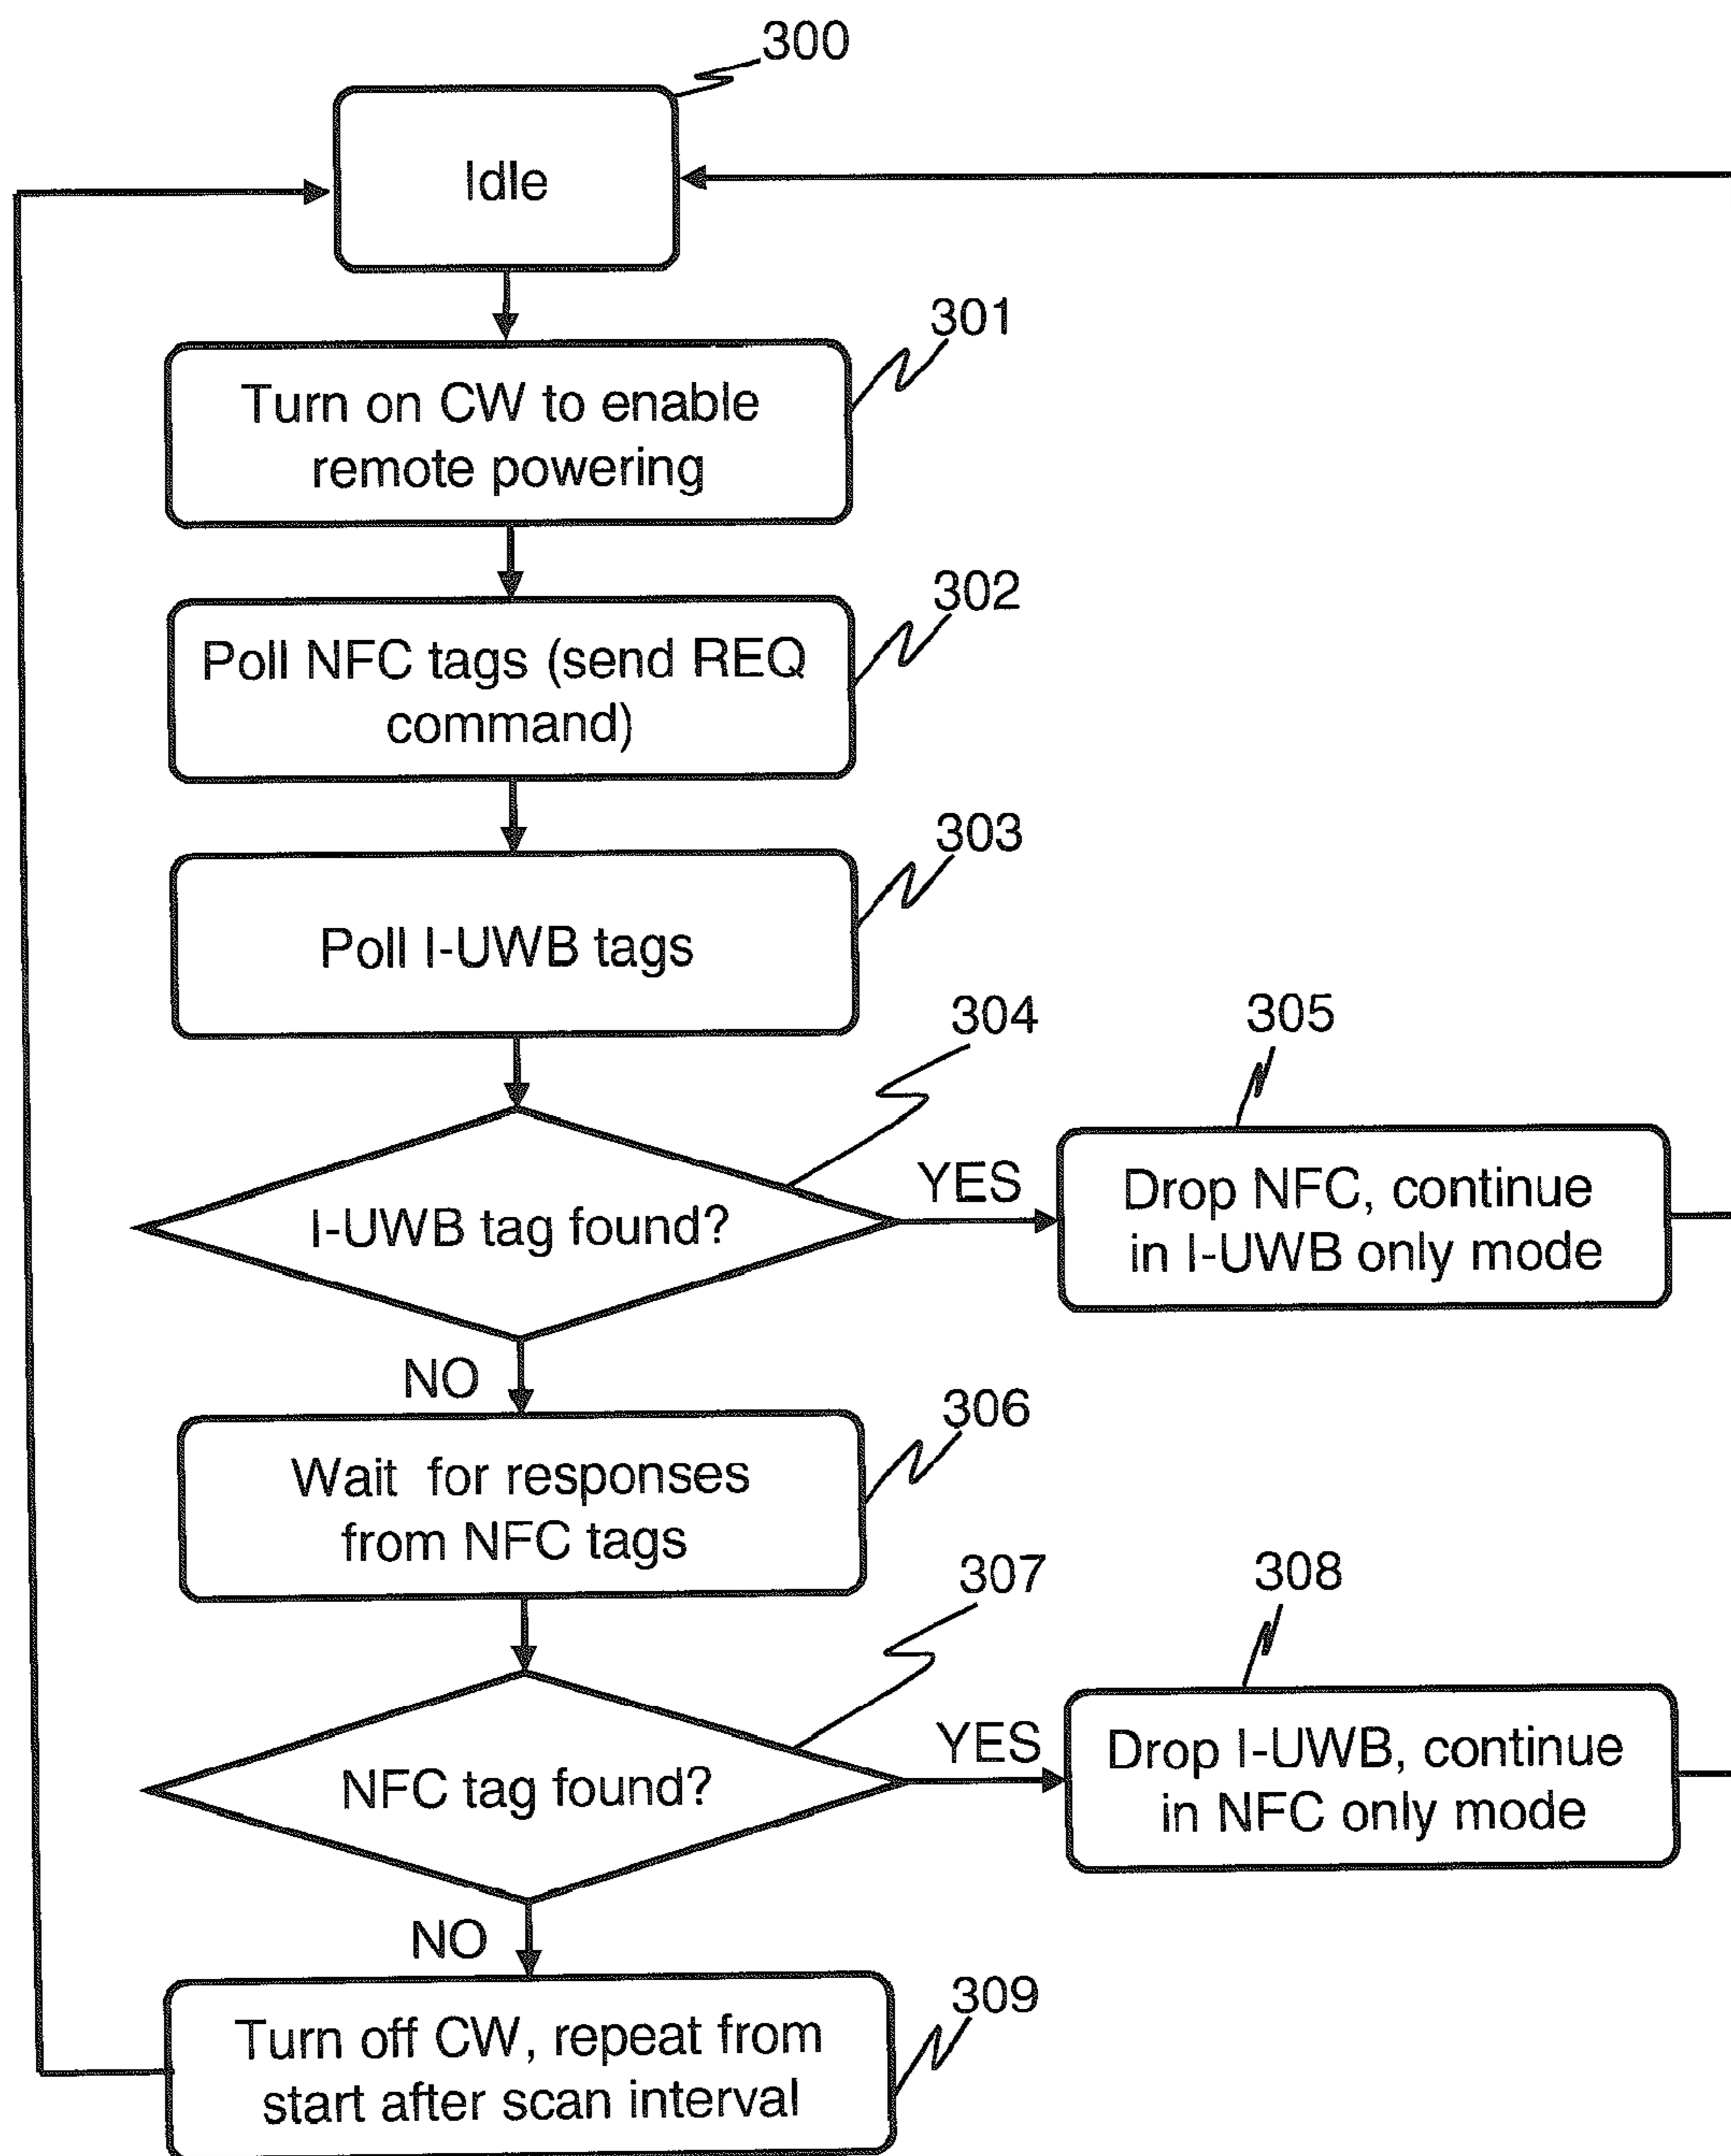 300
Idle
301
Turn on CW to enable
remote powering
302
Poll NFC tags (send REQ
command)
303
Poll I-UWB tags
304
305
I-UWB tag found?
YES
Drop NFC, continue
in I-UWB only mode
NO
306
Wait for responses
from NFC tags
307
308
NFC tag found?
YES
Drop I-UWB, continue
in NFC only mode
NO
309
Turn off CW, repeat from
start after scan interval